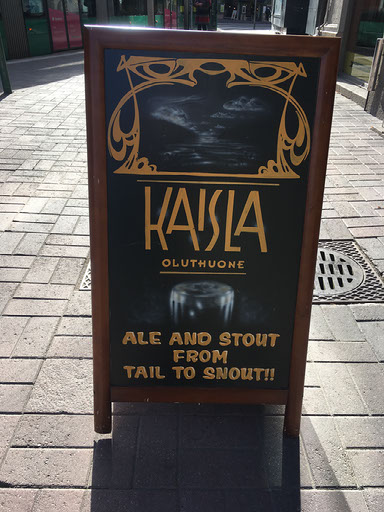 KAISLA
OLUTHUONE
ALE AND STOUT
FROM
TAIL TO SNOUT!!